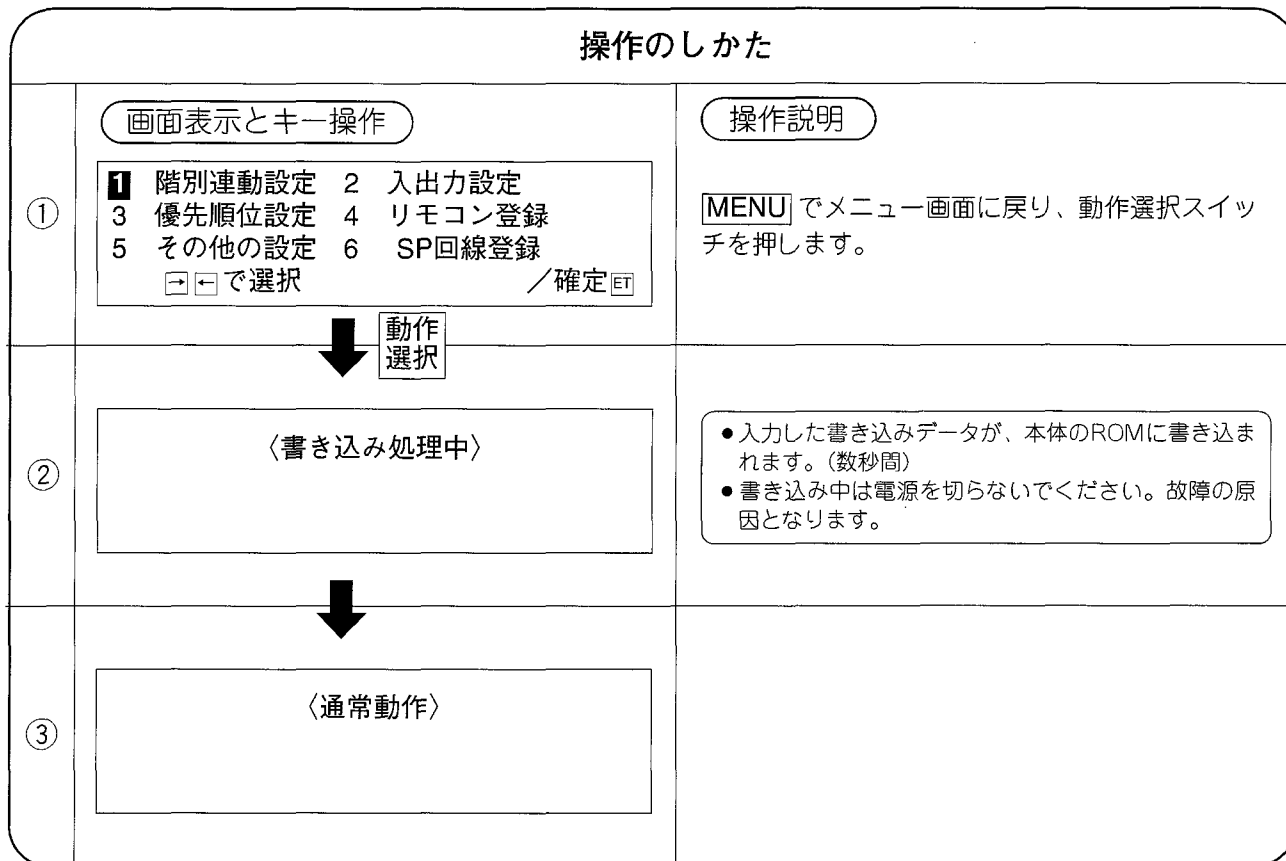 操作のしかた
画面表示とキー操作
操作説明
①
1 階別連動設定 2 入出力設定
3 優先順位設定 4 リモコン登録
5 その他の設定 6 SP回線登録
→←で選択 /確定ET
MENU でメニュー画面に戻り、動作選択スイッ
チを押します。
動作
選択
②
〈書き込み処理中〉
●入力した書き込みデータが、本体のROMに書き込ま
れます。(数秒間)
●書き込み中は電源を切らないでください。故障の原
因となります。
③
〈通常動作〉